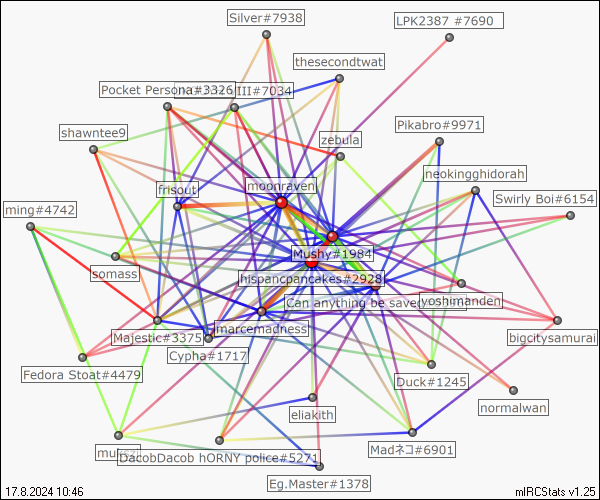 Silver#7938
LPK2387 #7690
thesecondtwat
Pocket Persona#3326
III#7034
shawntee9
zebula
Pikabro#9971
frisout
moonraven
neokingghidorah
Swirly Boi#6154
ming#4742
Mushy#1984
somass
hispancpancakes#2928
Can anything be saved
yoshimanden
marcemadness
Majestic#3375
Cypha#1717
bigcitysamurai
Fedora Stoat#4479
Duck#1245
normalwan
eliakith
Madネコ#6901
DacobDacob hORNY police#5271
Eg.Master#1378
17.8.2024 10:46
mIRCStats v1.25